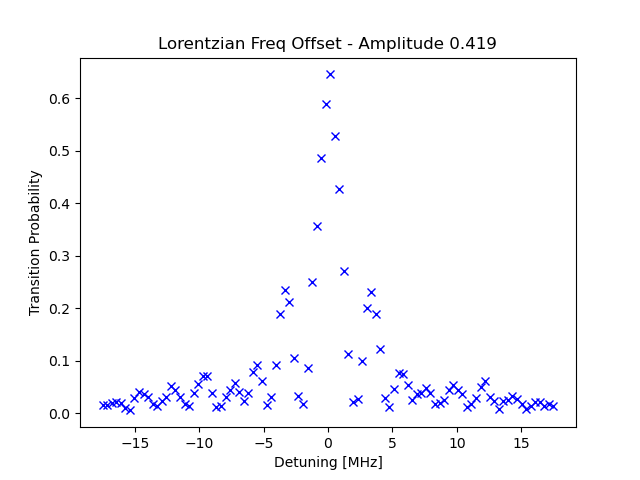 Lorentzian Freq Offset - Amplitude 0.419
Transition Probability
0.6
0.5
0.4
0.3
0.2
0.1
0.0
−15 −10 −5 0 5 10 15
Detuning [MHz]